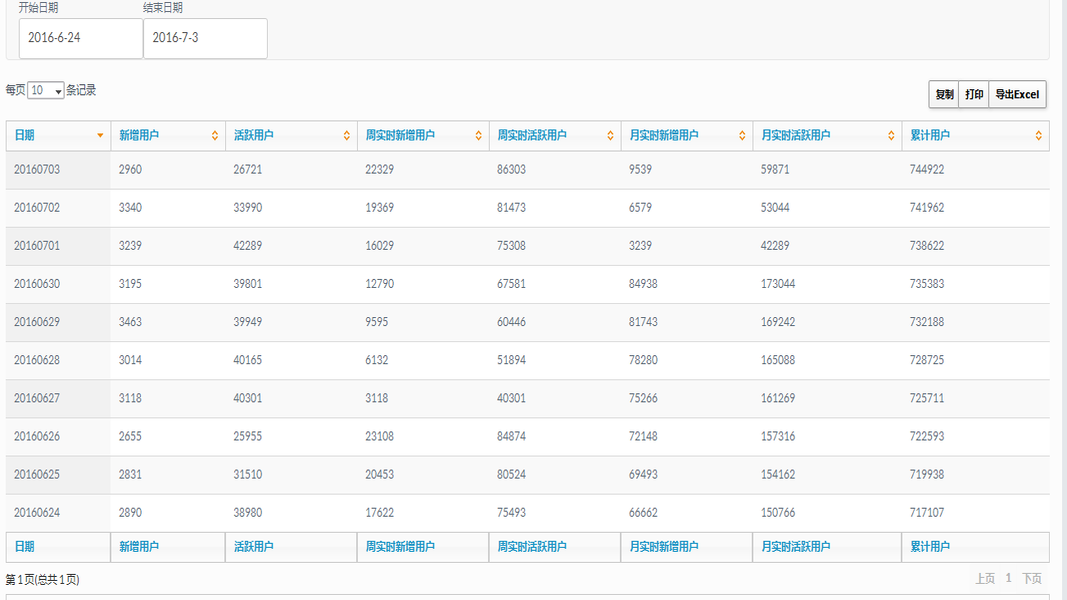 开始日期 结束日期
2016-6-24 2016-7-3
每页 10 条记录 复制 打印 导出Excel
日期 新增用户 活跃用户 周实时新增用户 周实时活跃用户 月实时新增用户 月实时活跃用户 累计用户
20160703 2960 26721 22329 86303 9539 59871 744922
20160702 3340 33990 19369 81473 6579 53044 741962
20160701 3239 42289 16029 75308 3239 42289 738622
20160630 3195 39801 12790 67581 84938 173044 735383
20160629 3463 39949 9595 60446 81743 169242 732188
20160628 3014 40165 6132 51894 78280 165088 728725
20160627 3118 40301 3118 40301 75266 161269 725711
20160626 2655 25955 23108 84874 72148 157316 722593
20160625 2831 31510 20453 80524 69493 154162 719938
20160624 2890 38980 17622 75493 66662 150766 717107
日期 新增用户 活跃用户 周实时新增用户 周实时活跃用户 月实时新增用户 月实时活跃用户 累计用户
第1页(总共1页) 上页 1 下页